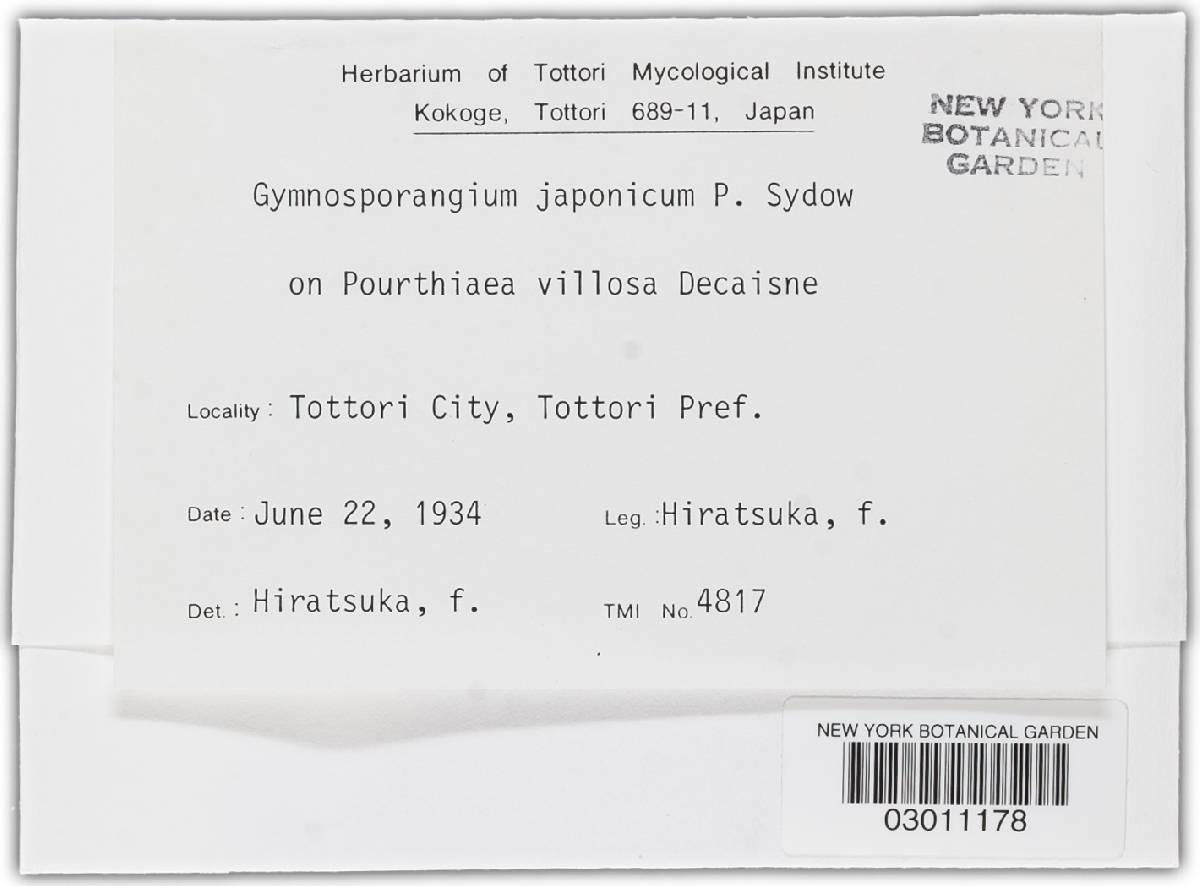 Herbarium of Tottori Mycological Institute
Kokoge, Tottori 689-11, Japan
NEW YORK
BOTANICAL
GARDEN
Gymnosporangium japonicum P. Sydow
on Pourthiaea villosa Decaisne
Locality: Tottori City, Tottori Pref.
Date: June 22, 1934 Leg.: Hiratsuka, f.
Det.: Hiratsuka, f. TMI No. 4817
NEW YORK BOTANICAL GARDEN
03011178